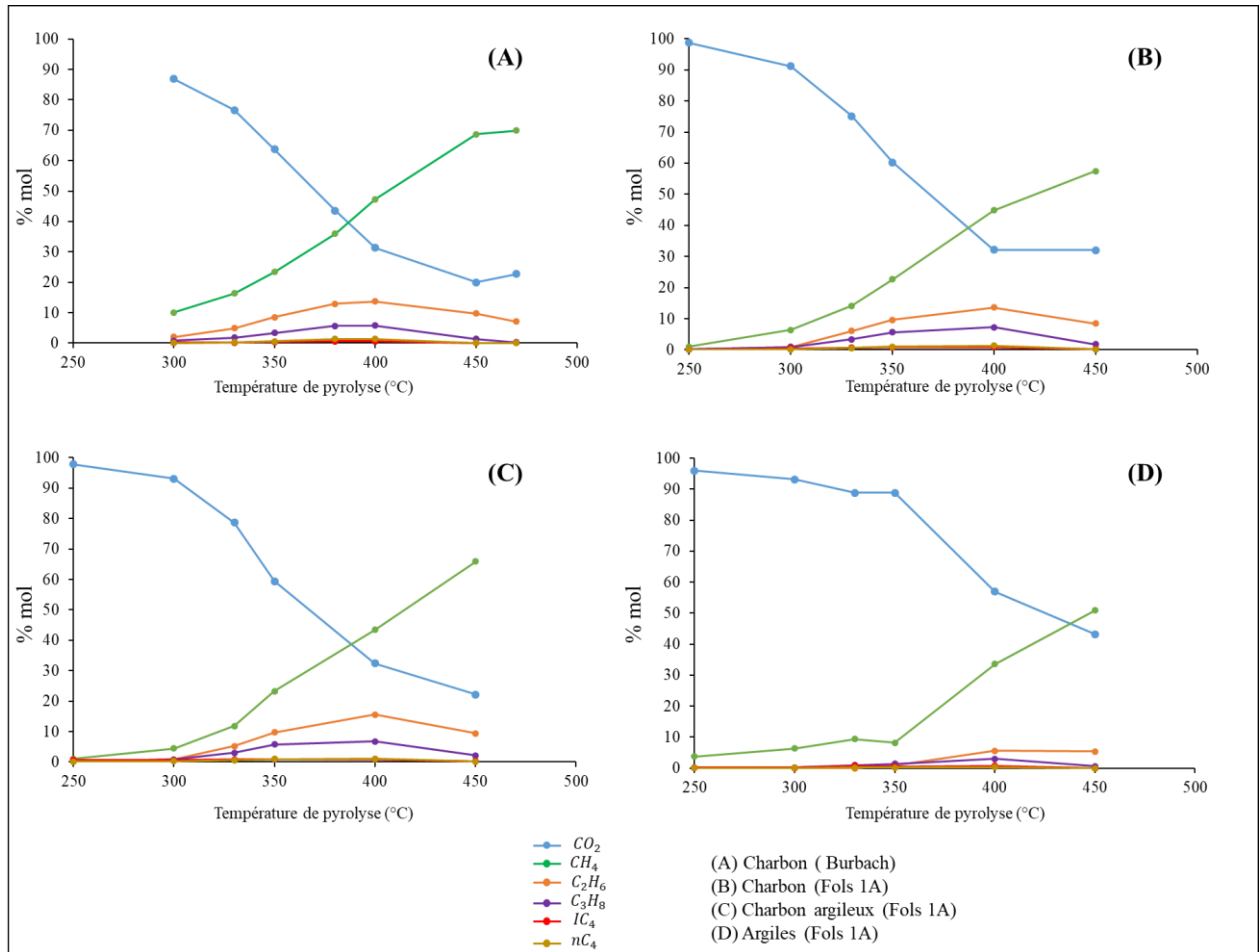 (A)
100
90
80
70
60
50
40
30
20
10
0
% mol
250 300 350 400 450 500
Température de pyrolyse (°C)
(B)
100
90
80
70
60
50
40
30
20
10
0
% mol
250 300 350 400 450 500
Température de pyrolyse (°C)
(C)
100
90
80
70
60
50
40
30
20
10
0
% mol
250 300 350 400 450 500
Température de pyrolyse (°C)
(D)
100
90
80
70
60
50
40
30
20
10
0
% mol
250 300 350 400 450 500
Température de pyrolyse (°C)
CO₂
CH₄
C₂H₆
C₃H₈
IC₄
nC₄
(A) Charbon ( Burbach)
(B) Charbon (Fols 1A)
(C) Charbon argileux (Fols 1A)
(D) Argiles (Fols 1A)